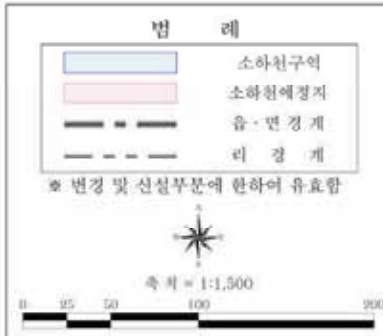 범 례
소하천구역
소하천예정지
읍 · 면 경 계
리 경 계
※ 변경 및 신설부분에 한하여 유효함
축 척 = 1:1,500
0 25 50 100 200